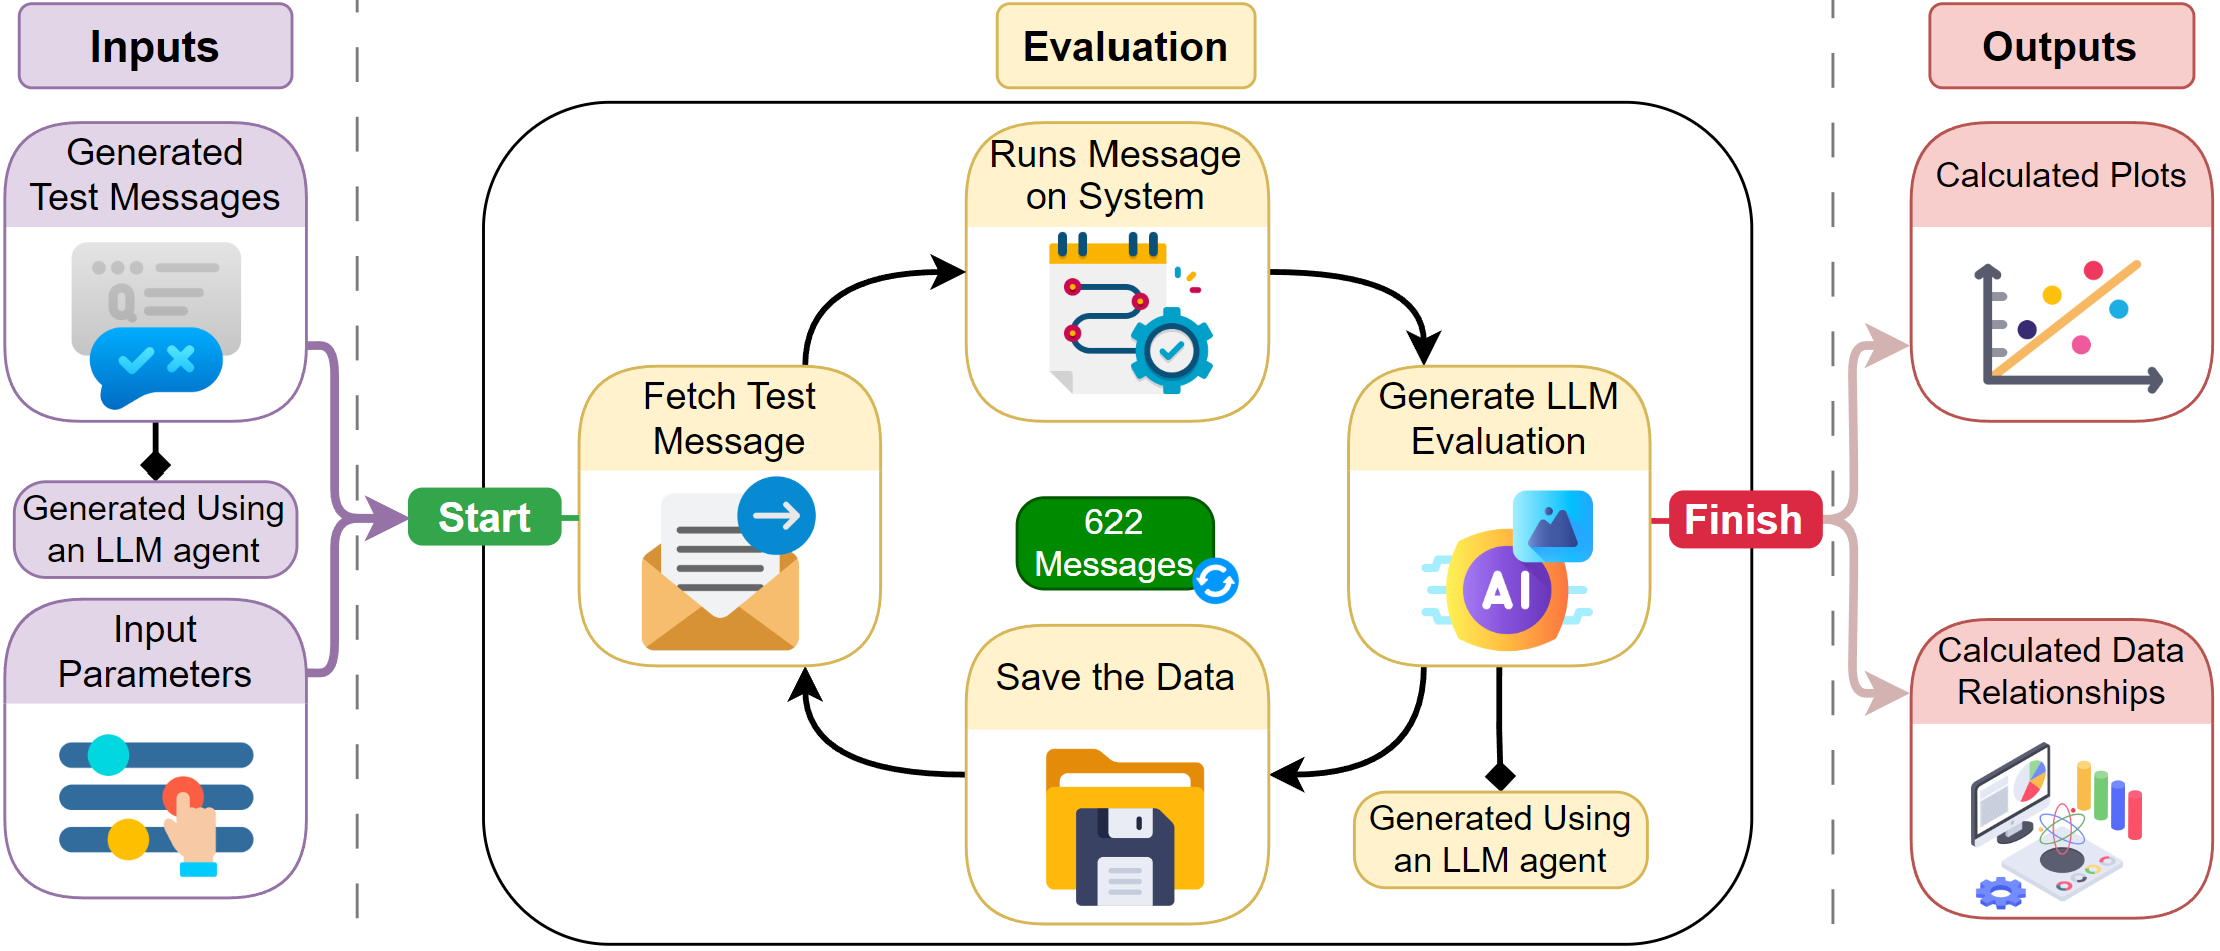 Inputs
Evaluation
Outputs
Generated
Test Messages
Generated Using
an LLM agent
Input
Parameters
Start
Fetch Test
Message
Runs Message
on System
622
Messages
Generate LLM
Evaluation
AI
Save the Data
Generated Using
an LLM agent
Finish
Calculated Plots
Calculated Data
Relationships
Q